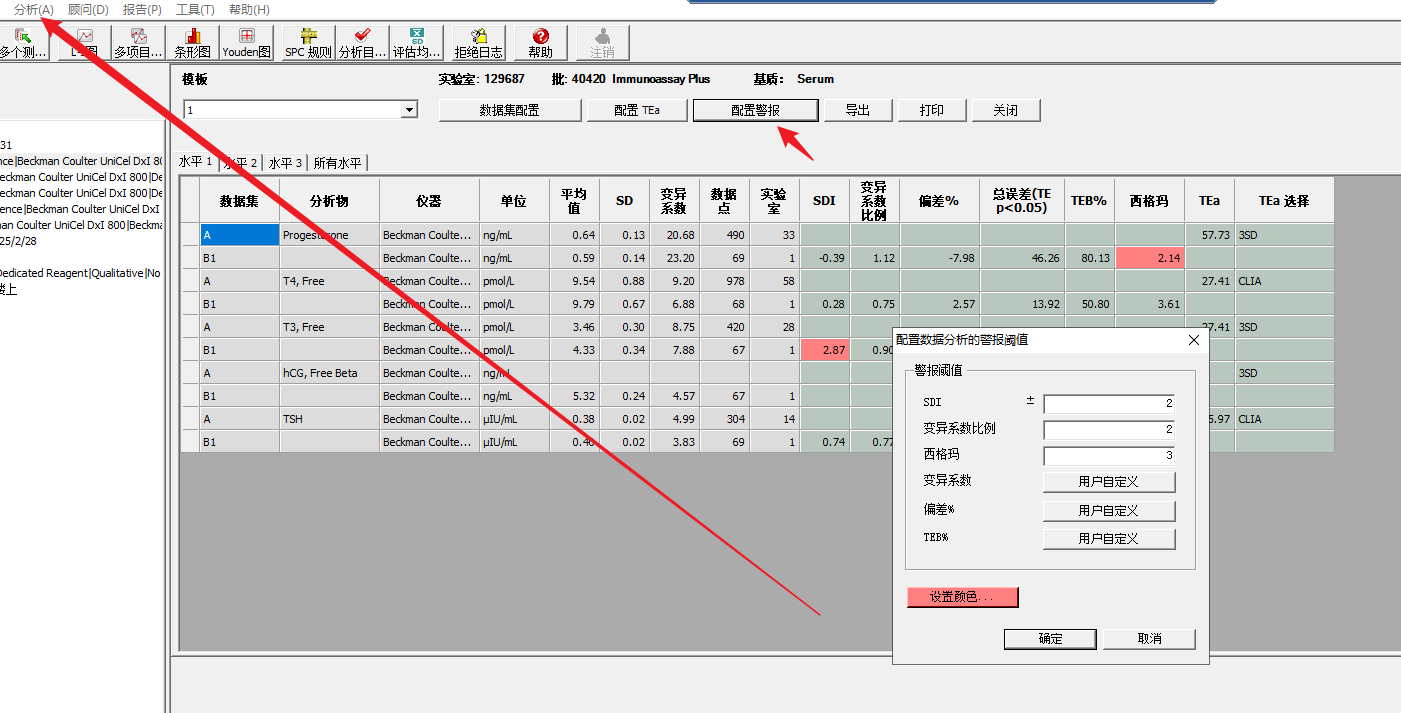 分析(A) 顾问(D) 报告(P) 工具(T) 帮助(H)
多个测... 多项目... 条形图 Youden图 SPC 规则 分析目... 评估均... 拒绝日志 帮助 注销
模板 实验室: 129687 批: 40420 Immunoassay Plus 基质: Serum
1 数据集配置 配置 TEa 配置警报 导出 打印 关闭
31
nce|Beckman Coulter UniCel DxI 80
eckman Coulter UniCel DxI 800|De
eckman Coulter UniCel DxI 800|De
ence|Beckman Coulter UniCel DxI
nan Coulter UniCel DxI 800|Beckma
25/2/28
Dedicated Reagent|Qualitative|No
楼上
水平 1 水平 2 水平 3 所有水平
数据集 分析物 仪器 单位 平均值 SD 变异系数 数据点 实验室 SDI 变异系数比例 偏差% 总误差(TE p<0.05) TEB% 西格玛 TEa TEa 选择
A Progesterone Beckman Coulte... ng/mL 0.64 0.13 20.68 490 33 57.73 3SD
B1 Beckman Coulte... ng/mL 0.59 0.14 23.20 69 1 -0.39 1.12 -7.98 46.26 80.13 2.14
A T4, Free Beckman Coulte... pmol/L 9.54 0.88 9.20 978 58 27.41 CLIA
B1 Beckman Coulte... pmol/L 9.79 0.67 6.88 68 1 0.28 0.75 2.57 13.92 50.80 3.61
A T3, Free Beckman Coulte... pmol/L 3.46 0.30 8.75 420 28 27.41 3SD
B1 Beckman Coulte... pmol/L 4.33 0.34 7.88 67 1 2.87 0.90
A hCG, Free Beta Beckman Coulte... ng/mL 3SD
B1 Beckman Coulte... ng/mL 5.32 0.24 4.57 67 1
A TSH Beckman Coulte... µIU/mL 0.38 0.02 4.99 304 14 5.97 CLIA
B1 Beckman Coulte... µIU/mL 0.40 0.02 3.83 69 1 0.74 0.77
配置数据分析的警报阈值
警报阈值
SDI ± 2
变异系数比例 2
西格玛 3
变异系数 用户自定义
偏差% 用户自定义
TEB% 用户自定义
设置颜色...
确定 取消